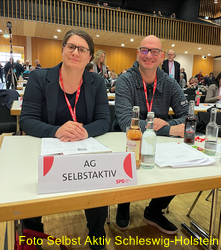 AG
SELBSTAKTIV
SPD
Foto Selbst Aktiv Schleswig-Holstein